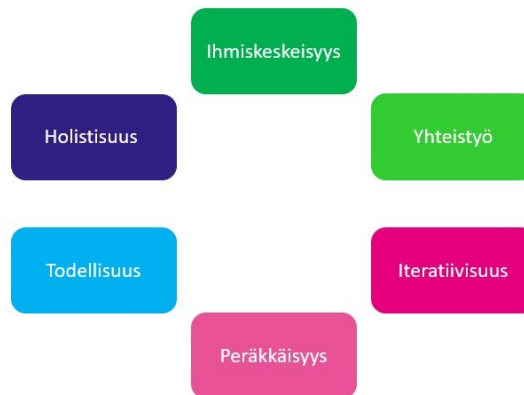 Ihmiskeskeisyys
Holistisuus
Yhteistyö
Todellisuus
Iteratiivisuus
Peräkkäisyys